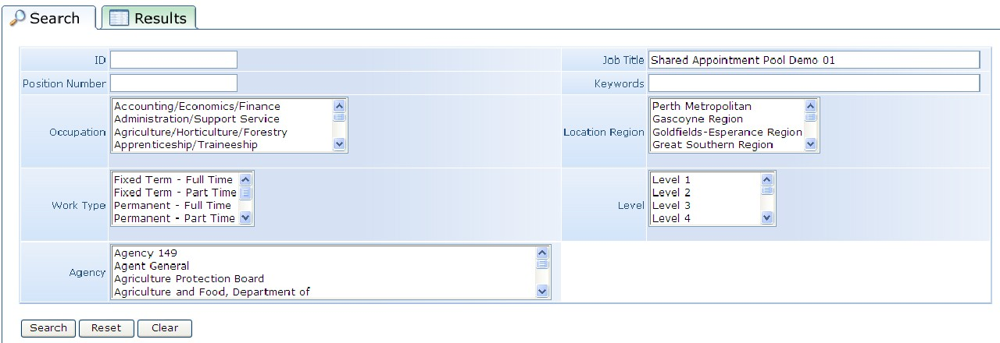 Search Results
ID Job Title Shared Appointment Pool Demo 01
Position Number Keywords
Occupation
Accounting/Economics/Finance
Administration/Support Service
Agriculture/Horticulture/Forestry
Apprenticeship/Traineeship
Location Region
Perth Metropolitan
Gascoyne Region
Goldfields-Esperance Region
Great Southern Region
Work Type
Fixed Term - Full Time
Fixed Term - Part Time
Permanent - Full Time
Permanent - Part Time
Level
Level 1
Level 2
Level 3
Level 4
Agency
Agency 149
Agent General
Agriculture Protection Board
Agriculture and Food, Department of
Search Reset Clear